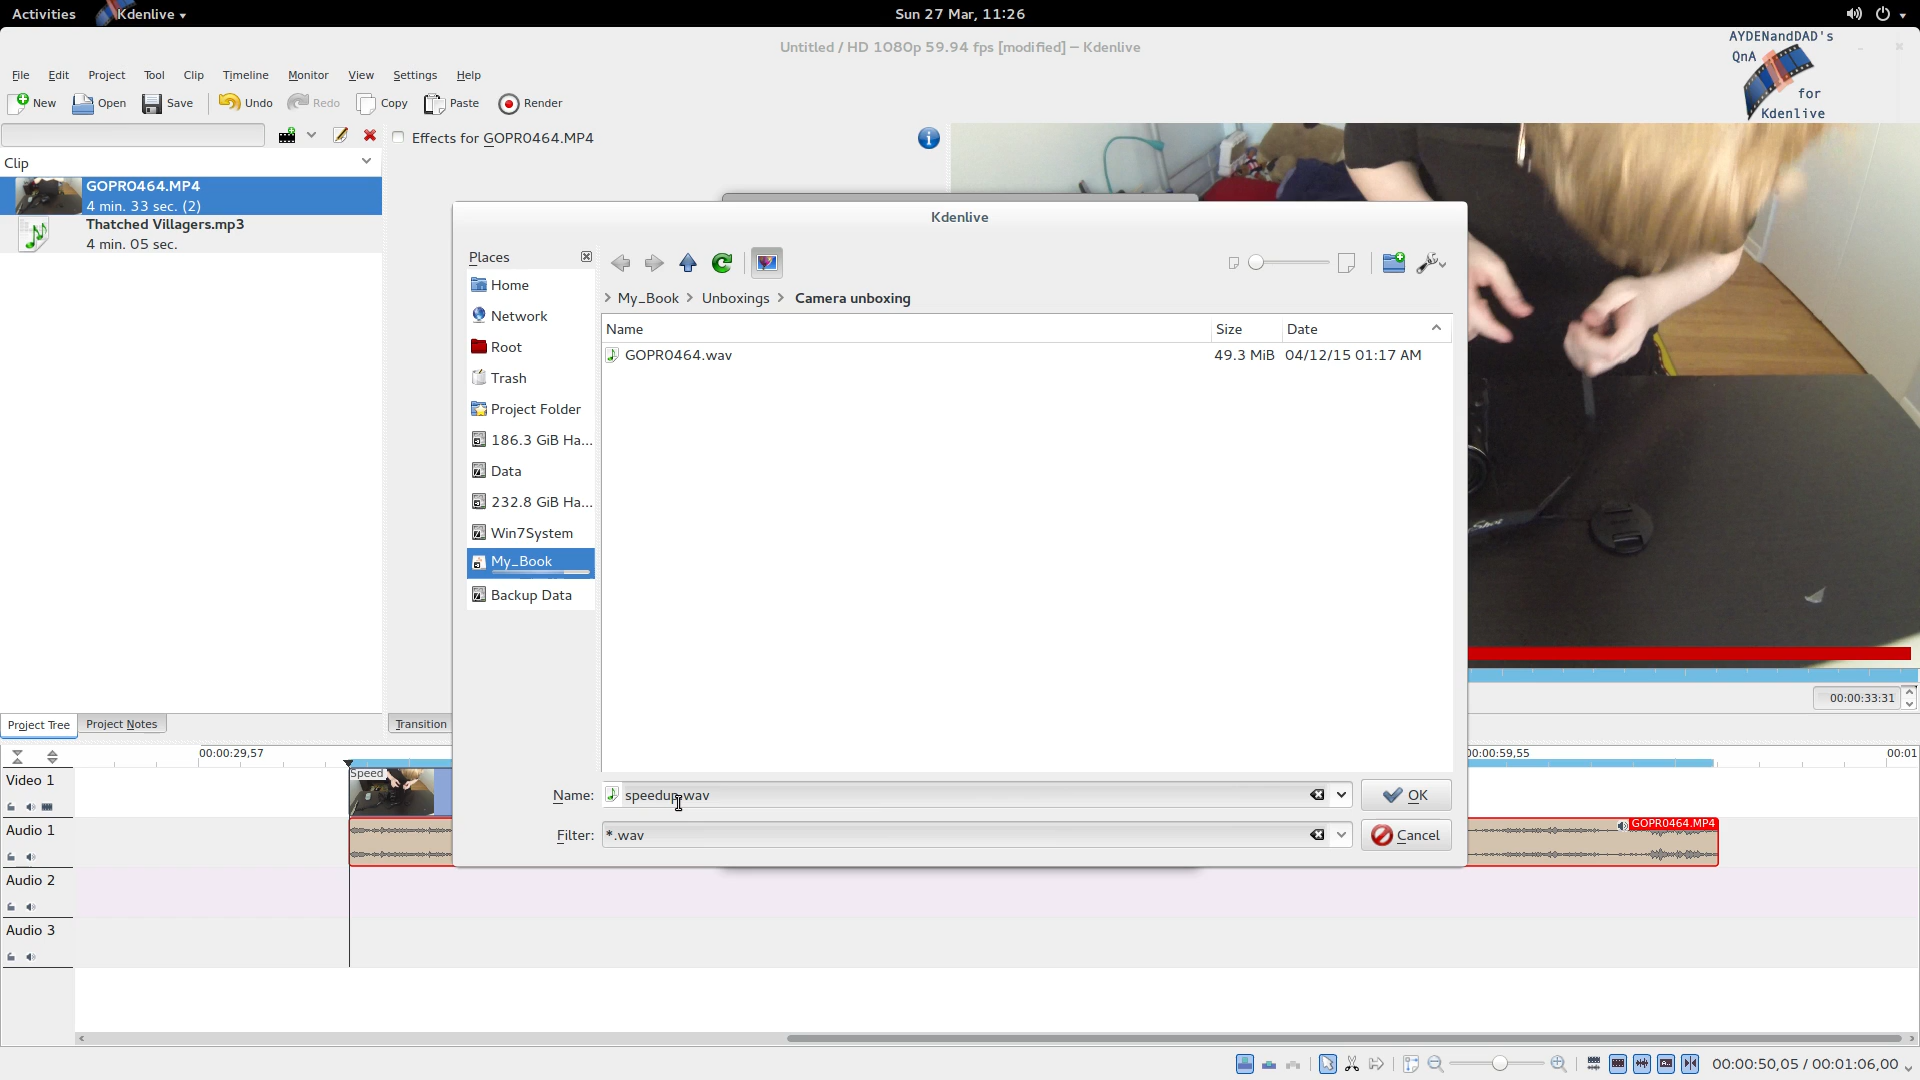 Activities Kdenlive Sun 27 Mar, 11:26
Untitled / HD 1080p 59.94 fps [modified] – Kdenlive
AYDENandDAD's
QnA
for
Kdenlive
File Edit Project Tool Clip Timeline Monitor View Settings Help
New Open Save Undo Redo Copy Paste Render
Effects for GOPR0464.MP4
Clip
GOPR0464.MP4
4 min. 33 sec. (2)
Thatched Villagers.mp3
4 min. 05 sec.
Kdenlive
Places
Home
Network
Root
Trash
Project Folder
186.3 GiB Ha...
Data
232.8 GiB Ha...
Win7System
My_Book
Backup Data
My_Book Unboxings Camera unboxing
Name Size Date
GOPR0464.wav 49.3 MiB 04/12/15 01:17 AM
Name: speedup.wav OK
Filter: *.wav Cancel
00:00:33:31
Project Tree Project Notes Transition
00:00:29,57 00:00:59,55 00:01
Video 1
Speed
Audio 1
GOPR0464.MP4
Audio 2
Audio 3
00:00:50,05 / 00:01:06,00